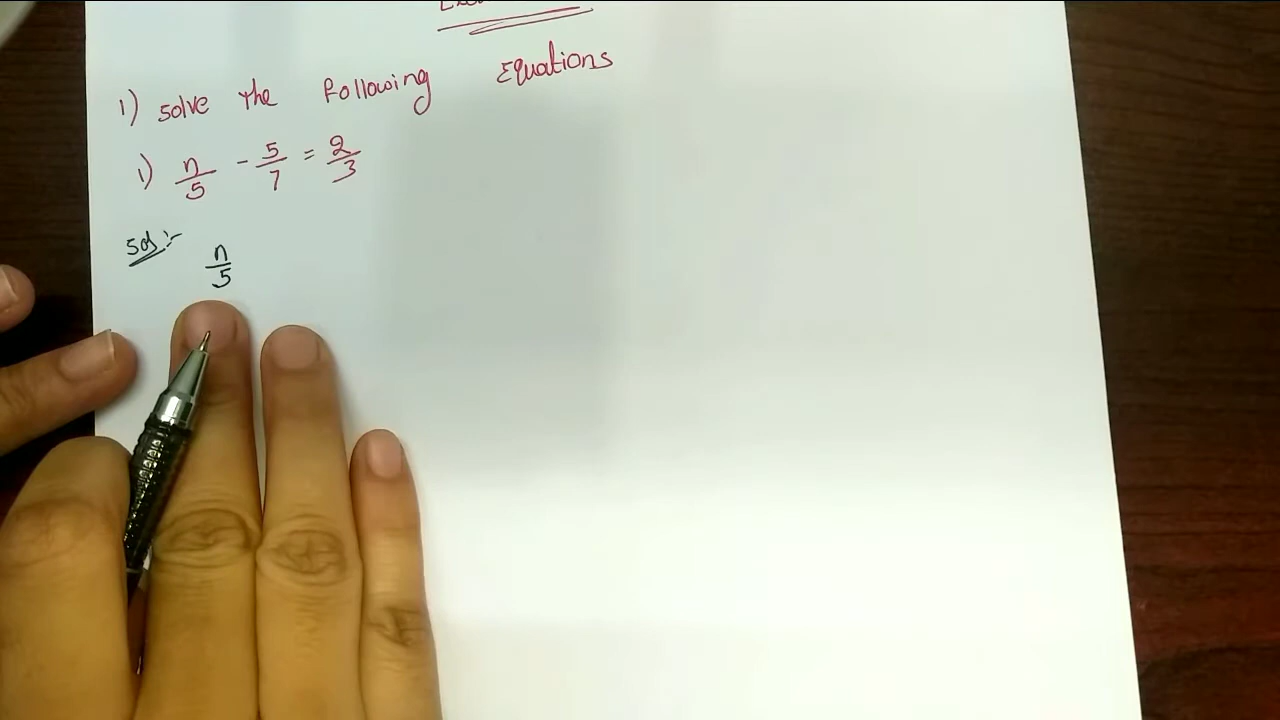 1) solve the following Equations
1) n/5 - 5/7 = 2/3
Sol :- n/5